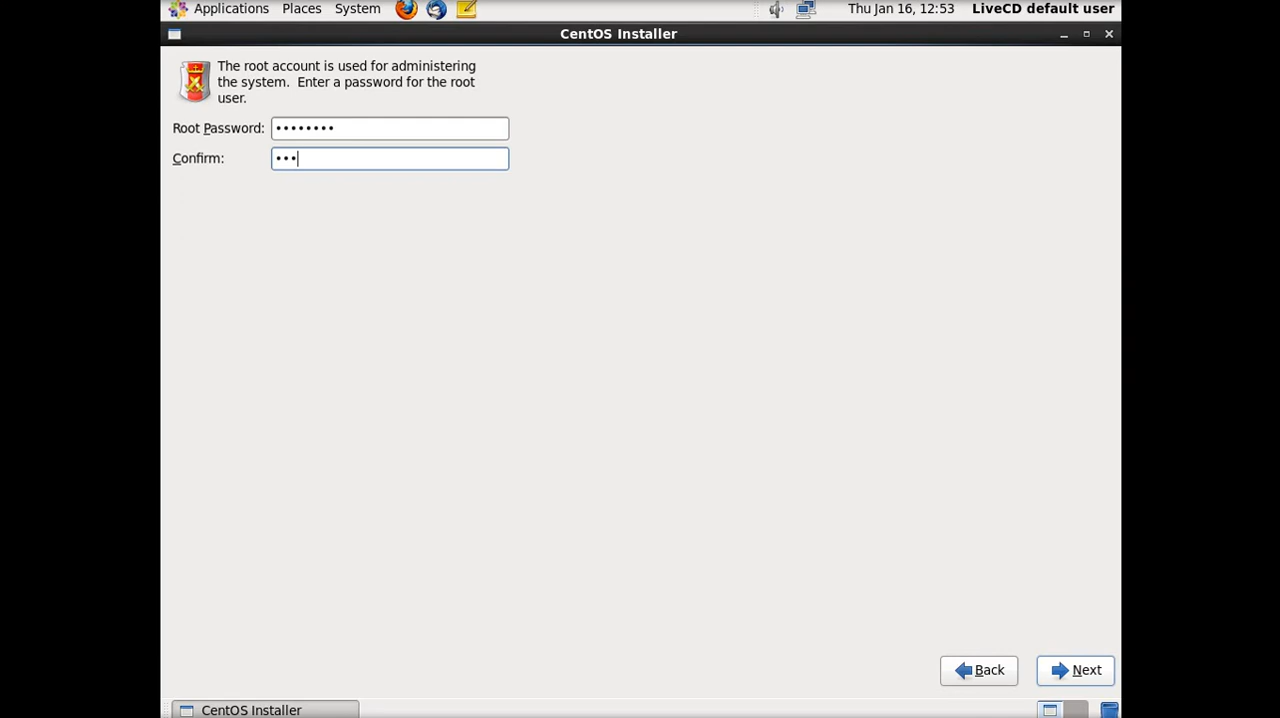 Applications Places System Thu Jan 16, 12:53 LiveCD default user
CentOS Installer
The root account is used for administering
the system. Enter a password for the root
user.
Root Password: ••••••••
Confirm: •••
Back Next
CentOS Installer